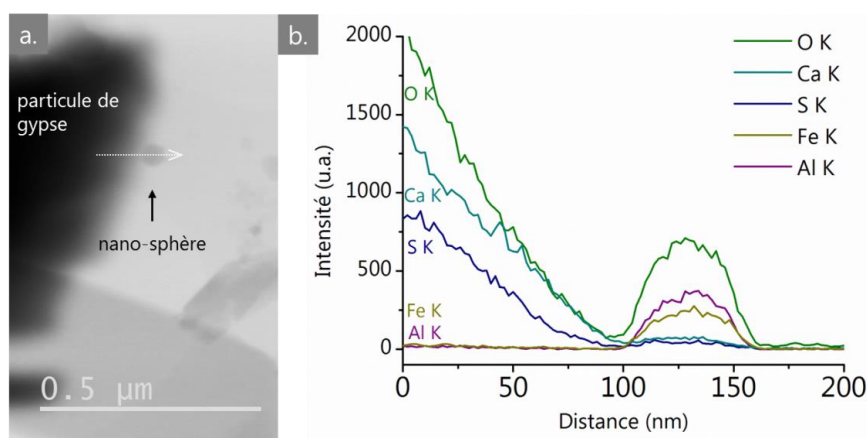 a.
particule de
gypse
nano-sphère
0.5 µm
b.
2000
1500
1000
500
0
Intensité (u.a.)
O K
Ca K
S K
Fe K
Al K
O K
Ca K
S K
Fe K
Al K
0
50
100
150
200
Distance (nm)